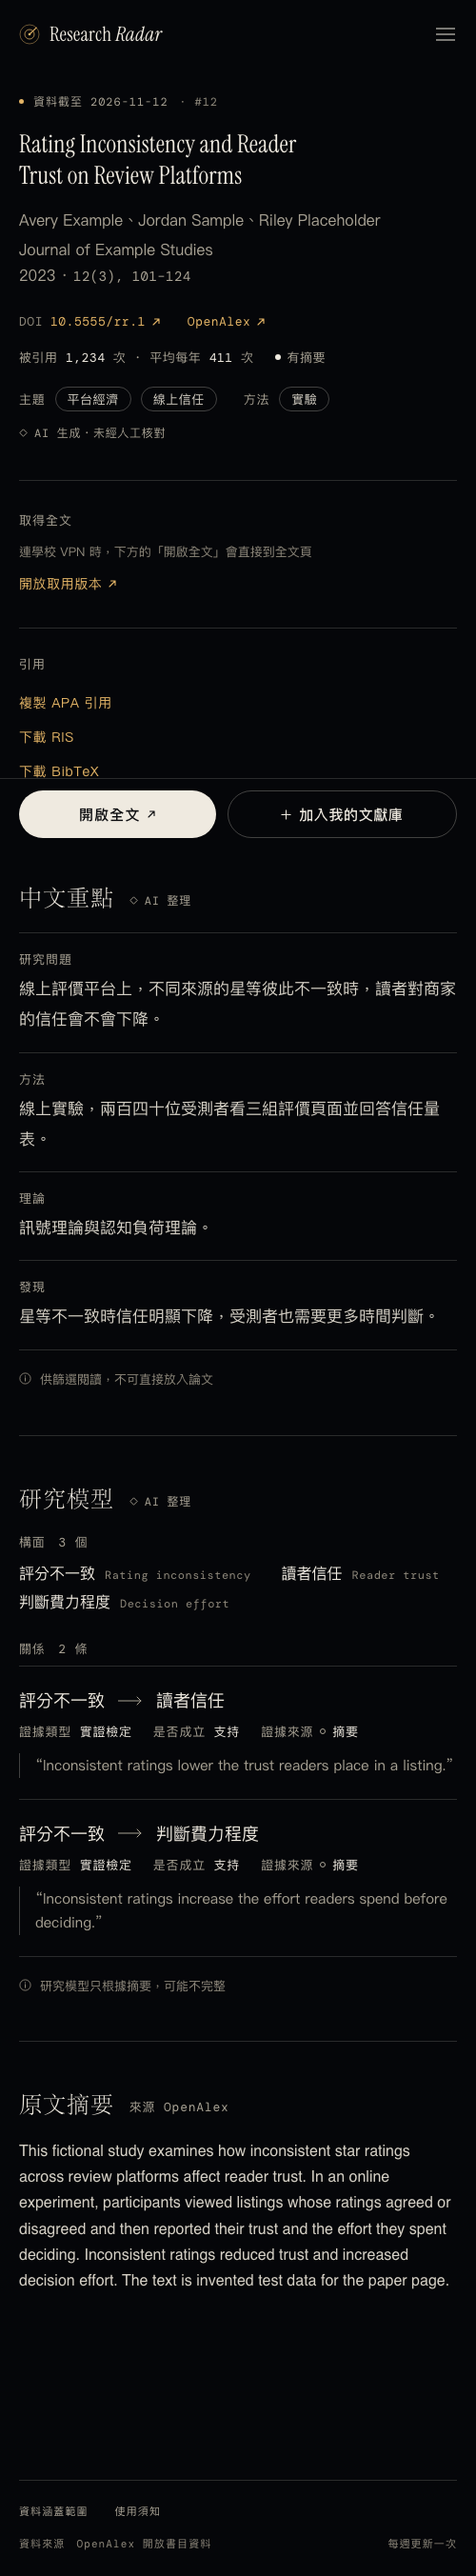 Research Radar
資料截至 2026-11-12 · #12
Rating Inconsistency and Reader
Trust on Review Platforms
Avery Example、Jordan Sample、Riley Placeholder
Journal of Example Studies
2023 · 12(3), 101–124
DOI 10.5555/rr.1 ↗ OpenAlex ↗
被引用 1,234 次 · 平均每年 411 次 有摘要
主題 平台經濟 線上信任 方法 實驗
◇ AI 生成·未經人工核對
取得全文
連學校 VPN 時，下方的「開啟全文」會直接到全文頁
開放取用版本 ↗
引用
複製 APA 引用
下載 RIS
下載 BibTeX
開啟全文 ↗ ＋ 加入我的文獻庫
中文重點 ◇ AI 整理
研究問題
線上評價平台上，不同來源的星等彼此不一致時，讀者對商家
的信任會不會下降。
方法
線上實驗，兩百四十位受測者看三組評價頁面並回答信任量
表。
理論
訊號理論與認知負荷理論。
發現
星等不一致時信任明顯下降，受測者也需要更多時間判斷。
ⓘ 供篩選閱讀，不可直接放入論文
研究模型 ◇ AI 整理
構面 3 個
評分不一致 Rating inconsistency 讀者信任 Reader trust
判斷費力程度 Decision effort
關係 2 條
評分不一致 → 讀者信任
證據類型 實證檢定 是否成立 支持 證據來源 ○ 摘要
“Inconsistent ratings lower the trust readers place in a listing.”
評分不一致 → 判斷費力程度
證據類型 實證檢定 是否成立 支持 證據來源 ○ 摘要
“Inconsistent ratings increase the effort readers spend before
deciding.”
ⓘ 研究模型只根據摘要，可能不完整
原文摘要 來源 OpenAlex
This fictional study examines how inconsistent star ratings
across review platforms affect reader trust. In an online
experiment, participants viewed listings whose ratings agreed or
disagreed and then reported their trust and the effort they spent
deciding. Inconsistent ratings reduced trust and increased
decision effort. The text is invented test data for the paper page.
資料涵蓋範圍 使用須知
資料來源 OpenAlex 開放書目資料 每週更新一次